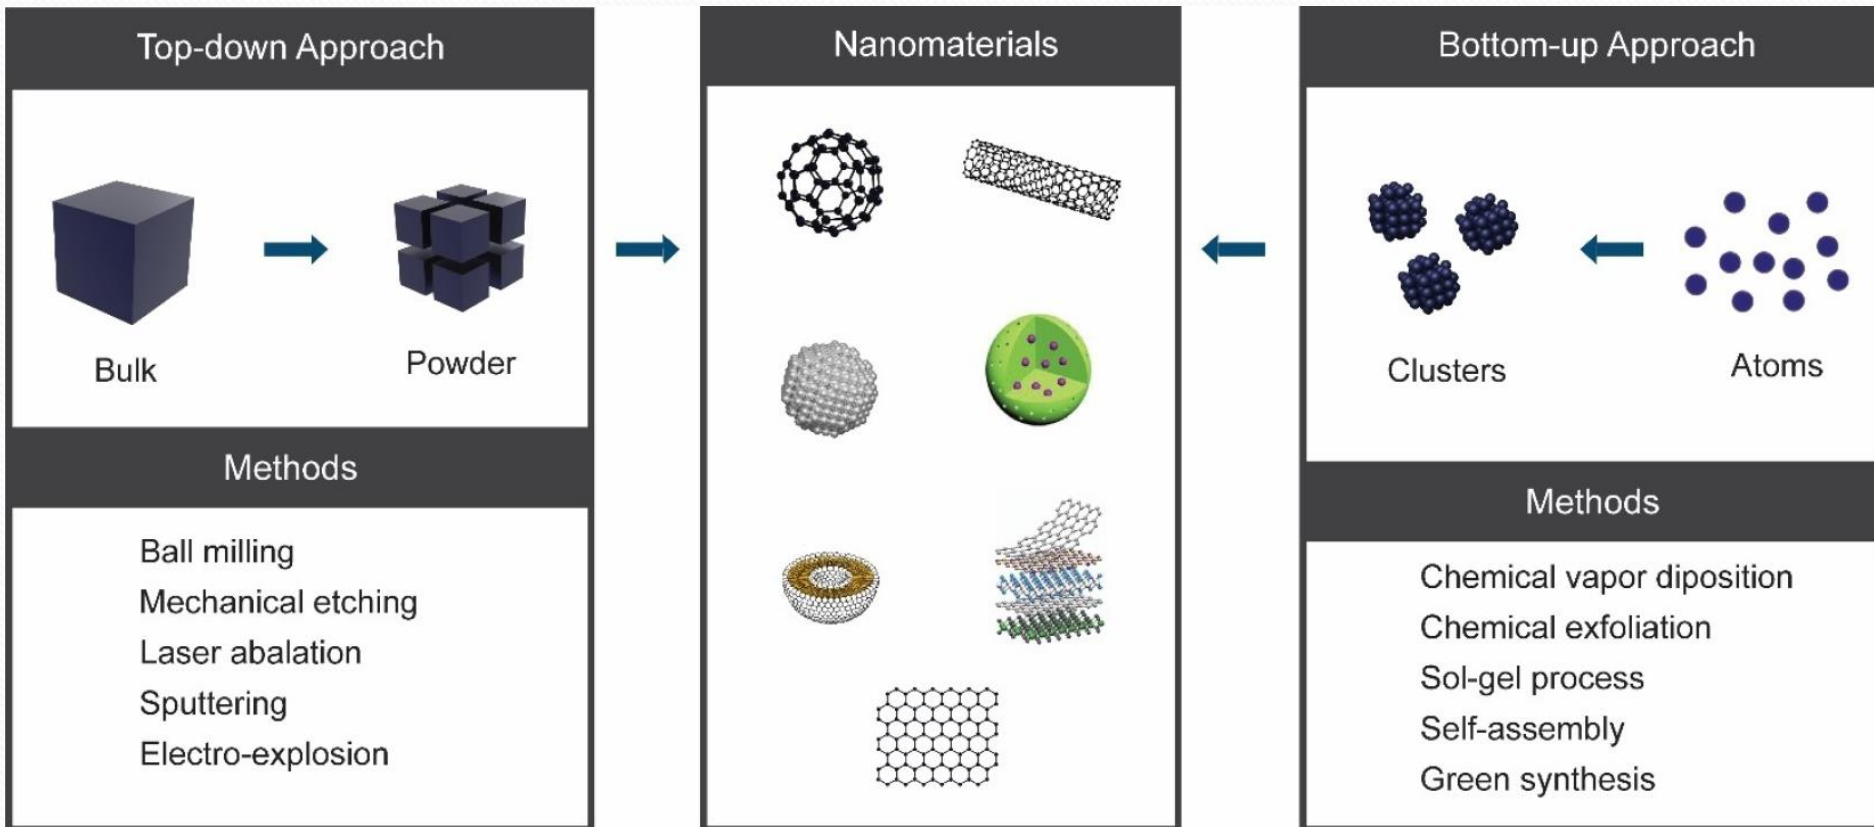 Top-down Approach
Bulk
Powder
Methods
Ball milling
Mechanical etching
Laser abalation
Sputtering
Electro-explosion
Nanomaterials
Bottom-up Approach
Clusters
Atoms
Methods
Chemical vapor diposition
Chemical exfoliation
Sol-gel process
Self-assembly
Green synthesis